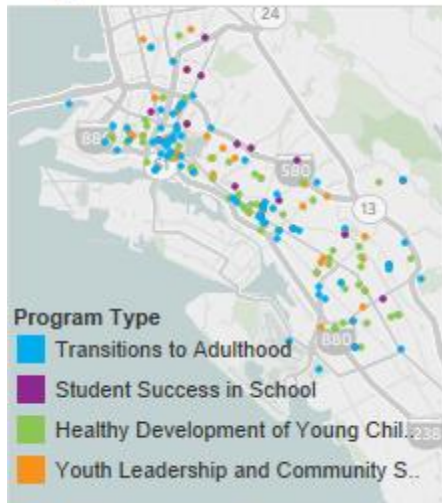 24
880
580
13
Program Type
880
Transitions to Adulthood
Student Success in School
Healthy Development of Young Chil..
238
Youth Leadership and Community S..